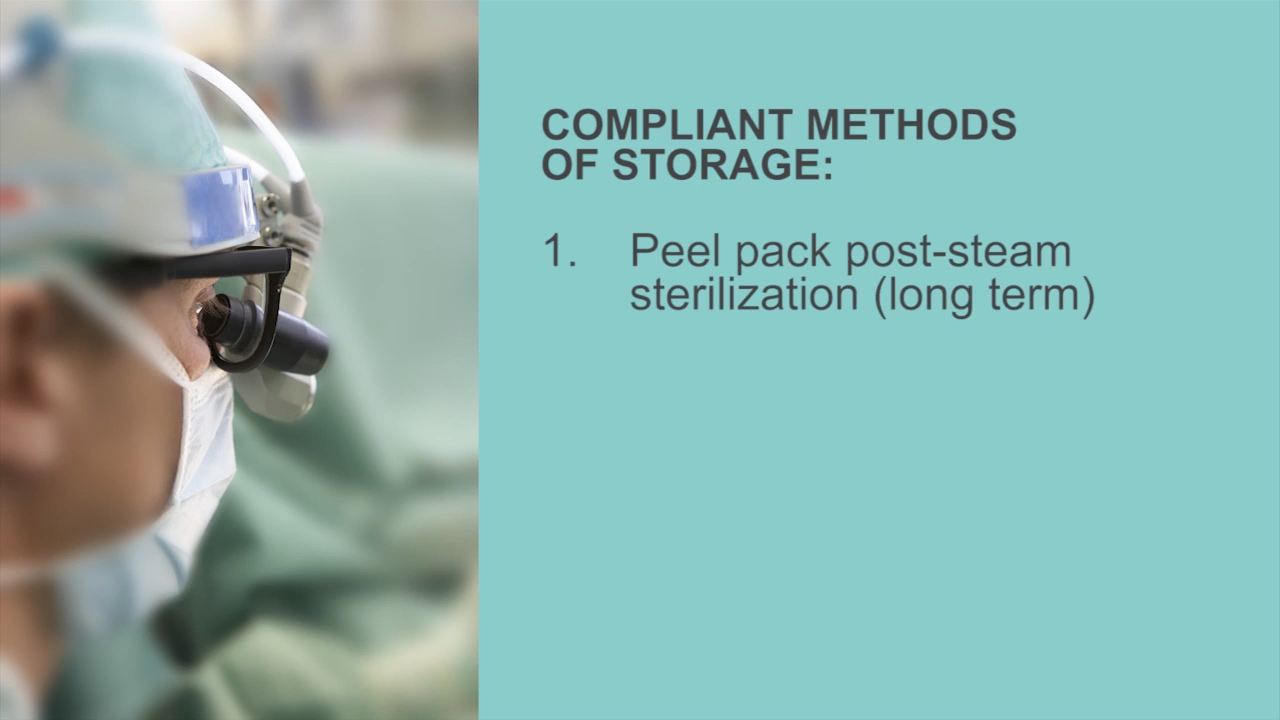 COMPLIANT METHODS
OF STORAGE:
1. Peel pack post-steam
sterilization (long term)